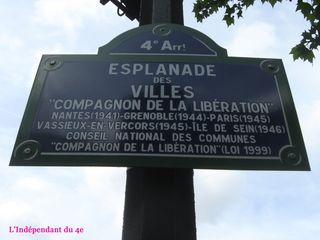 4e Arrt
ESPLANADE
DES
VILLES
"COMPAGNON DE LA LIBÉRATION"
NANTES(1941)-GRENOBLE(1944)-PARIS(1945)
VASSIEUX-EN-VERCORS(1945)-ÎLE DE SEIN(1946)
CONSEIL NATIONAL DES COMMUNES
"COMPAGNON DE LA LIBÉRATION"(LOI 1999)
L'Indépendant du 4e